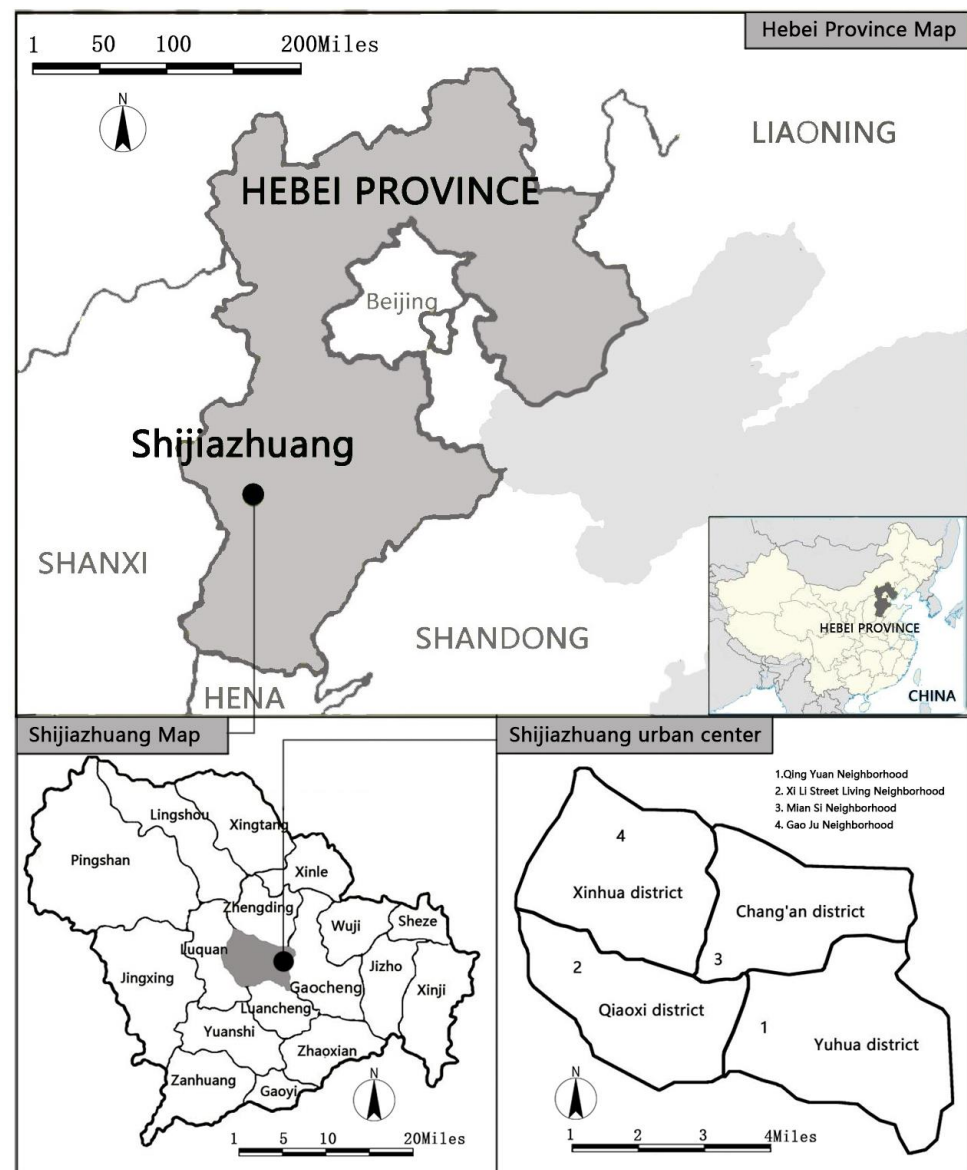 Hebei Province Map
1 50 100 200Miles
N
LIAONING
HEBEI PROVINCE
Beijing
Shijiazhuang
SHANXI
SHANDONG
HENA
HEBEI PROVINCE
CHINA
Shijiazhuang Map
Lingshou
Xingtang
Pingshan
Xinle
Zhengding
Wuji
Sheze
Luquan
Jingxing
Jizho
Gaocheng
Xinji
Luancheng
Yuanshi
Zhaoxian
Zanhuang
Gaoyi
N
1 5 10 20Miles
Shijiazhuang urban center
1.Qing Yuan Neighborhood
2. Xi Li Street Living Neighborhood
3. Mian Si Neighborhood
4. Gao Ju Neighborhood
4
Xinhua district
Chang'an district
3
2
Qiaoxi district
1
Yuhua district
N
1 2 3 4Miles